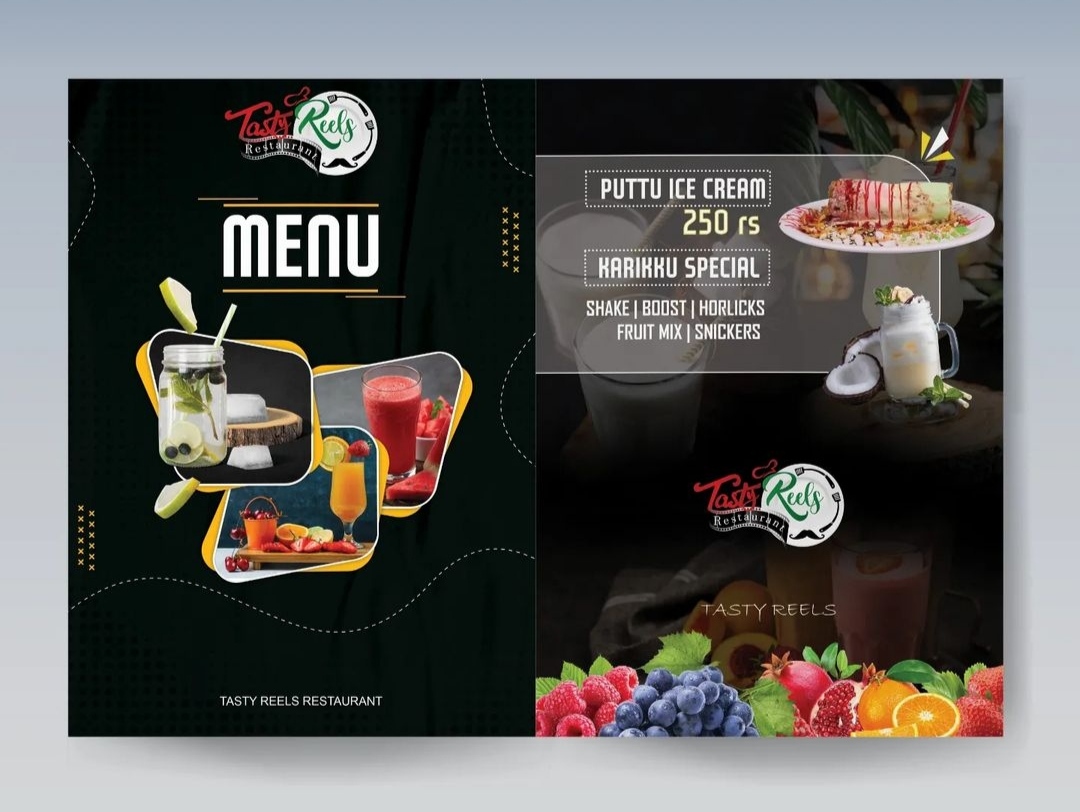 Tasty Reels
Restaurant
MENU
TASTY REELS RESTAURANT
PUTTU ICE CREAM
250 rs
KARIKKU SPECIAL
SHAKE | BOOST | HORLICKS
FRUIT MIX | SNICKERS
Tasty Reels
Restaurant
TASTY REELS